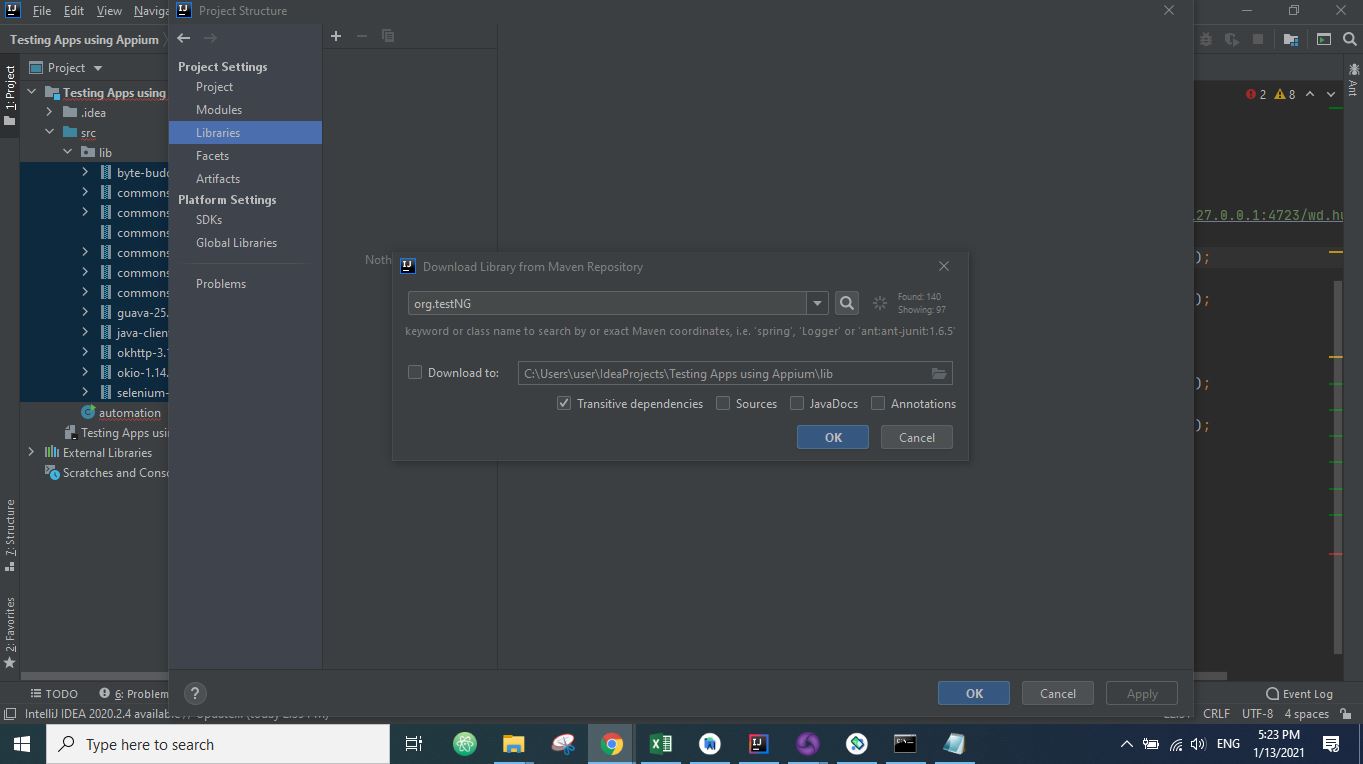 File Edit View Naviga
Project Structure
Testing Apps using Appium
1: Project
Project
Testing Apps using
.idea
src
lib
byte-budd
commons
commons
commons
commons
commons
commons
guava-25.
java-client
okhttp-3.1
okio-1.14.
selenium-
automation
Testing Apps usin
External Libraries
Scratches and Conso
7: Structure
2: Favorites
Project Settings
Project
Modules
Libraries
Facets
Artifacts
Platform Settings
SDKs
Global Libraries
Problems
Noth
Download Library from Maven Repository
org.testNG
Found: 140
Showing: 97
keyword or class name to search by or exact Maven coordinates, i.e. 'spring', 'Logger' or 'ant:ant-junit:1.6.5'
Download to:
C:\Users\user\IdeaProjects\Testing Apps using Appium\lib
Transitive dependencies
Sources
JavaDocs
Annotations
OK
Cancel
2 8
Ant
127.0.0.1:4723/wd.hu
);
);
);
);
?
OK
Cancel
Apply
TODO
6: Problem
Event Log
IntelliJ IDEA 2020.2.4 available
CRLF UTF-8 4 spaces
Type here to search
ENG
5:23 PM
1/13/2021